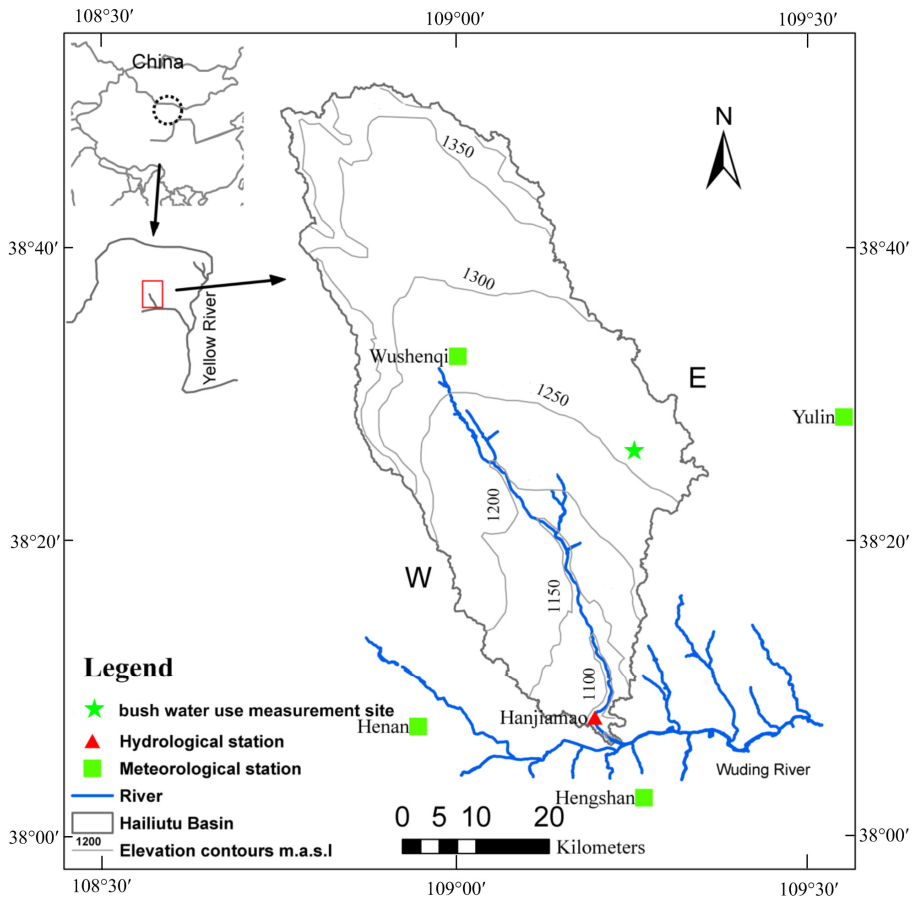 108°30′ 109°00′ 109°30′
China
N
1350
38°40′ 38°40′
1300
Yellow River
Wushenqi
E
1250
Yulin
1200
38°20′ 38°20′
W
1150
Legend
1100
bush water use measurement site
Hanjiamao
Henan
Hydrological station
Meteorological station
Wuding River
River
Hengshan
Hailiutu Basin
0 5 10 20
Kilometers
38°00′ 38°00′
1200
Elevation contours m.a.s.l
108°30′ 109°00′ 109°30′